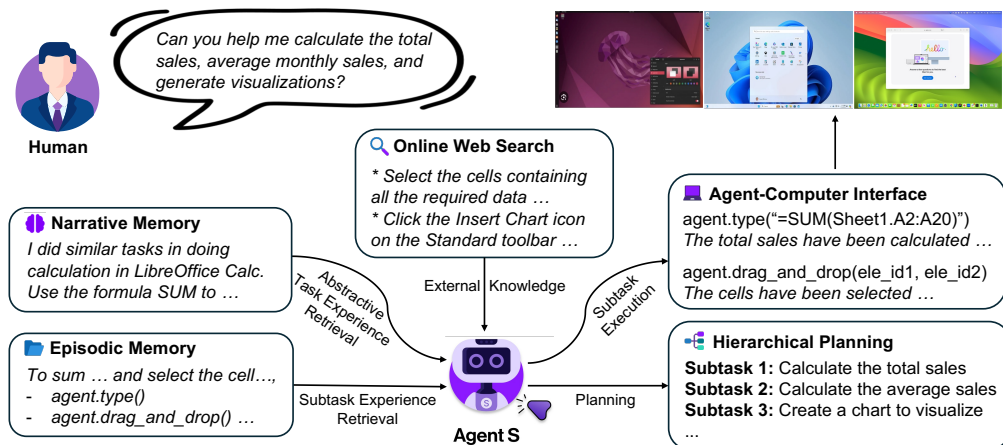 Can you help me calculate the total
sales, average monthly sales, and
generate visualizations?
Human
Online Web Search
* Select the cells containing
all the required data …
* Click the Insert Chart icon
on the Standard toolbar …
Agent-Computer Interface
agent.type(“=SUM(Sheet1.A2:A20)”)
The total sales have been calculated …
agent.drag_and_drop(ele_id1, ele_id2)
The cells have been selected …
Narrative Memory
I did similar tasks in doing
calculation in LibreOffice Calc.
Use the formula SUM to …
Abstractive
Task Experience
Retrieval
External Knowledge
Subtask
Execution
Episodic Memory
To sum … and select the cell…,
- agent.type()
- agent.drag_and_drop() …
Subtask Experience
Retrieval
S
Agent S
Planning
Hierarchical Planning
Subtask 1: Calculate the total sales
Subtask 2: Calculate the average sales
Subtask 3: Create a chart to visualize
...